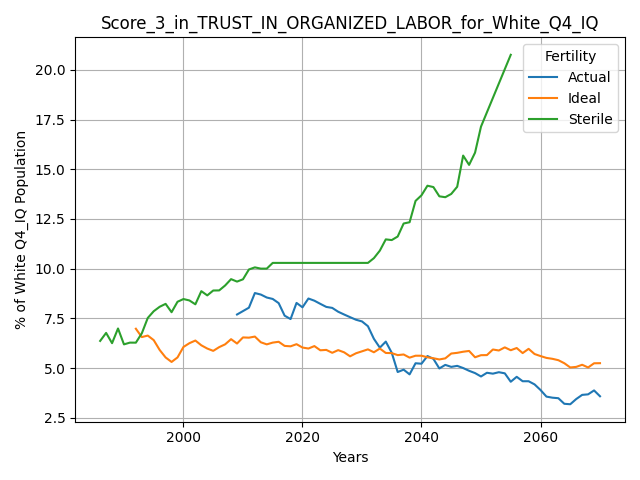 Score_3_in_TRUST_IN_ORGANIZED_LABOR_for_White_Q4_IQ
Fertility
Actual
Ideal
Sterile
% of White Q4_IQ Population
20.0
17.5
15.0
12.5
10.0
7.5
5.0
2.5
2000 2020 2040 2060
Years